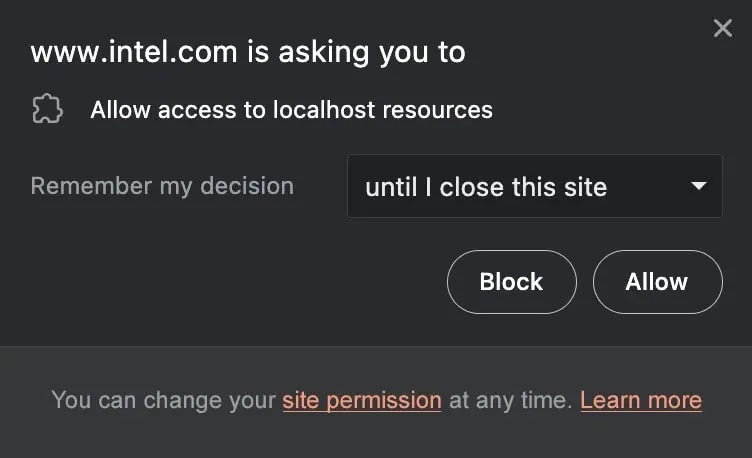 www.intel.com is asking you to
Allow access to localhost resources
Remember my decision
until I close this site
Block
Allow
You can change your site permission at any time. Learn more